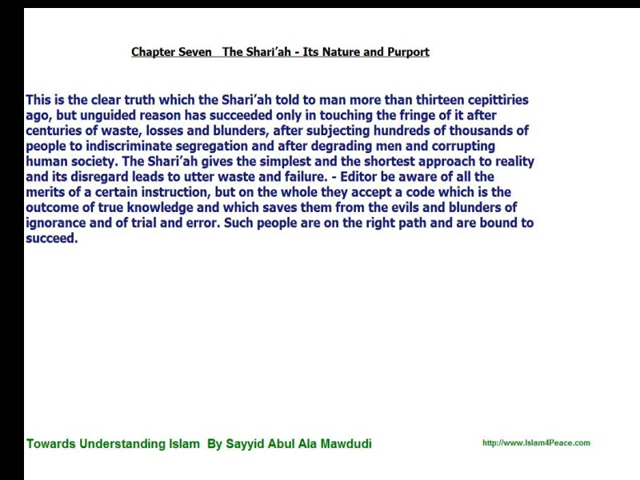 Chapter Seven   The Shari’ah - Its Nature and Purport
This is the clear truth which the Shari’ah told to man more than thirteen cepittiries
ago, but unguided reason has succeeded only in touching the fringe of it after
centuries of waste, losses and blunders, after subjecting hundreds of thousands of
people to indiscriminate segregation and after degrading men and corrupting
human society. The Shari’ah gives the simplest and the shortest approach to reality
and its disregard leads to utter waste and failure. - Editor be aware of all the
merits of a certain instruction, but on the whole they accept a code which is the
outcome of true knowledge and which saves them from the evils and blunders of
ignorance and of trial and error. Such people are on the right path and are bound to
succeed.
Towards Understanding Islam  By Sayyid Abul Ala Mawdudi
http://www.Islam4Peace.com